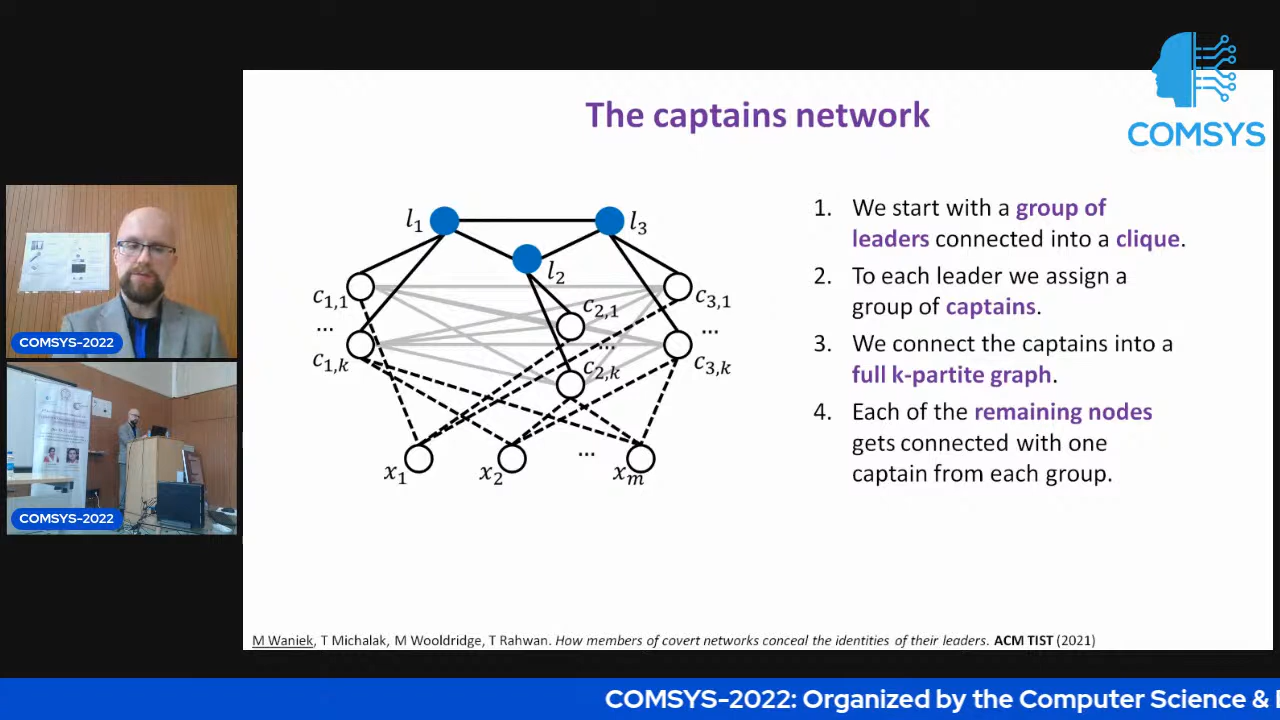 COMSYS
The captains network
l1
l3
l2
c1,1
...
c1,k
c2,1
...
c2,k
c3,1
...
c3,k
x1
x2
...
xm
1. We start with a group of
leaders connected into a clique.
2. To each leader we assign a
group of captains.
3. We connect the captains into a
full k-partite graph.
4. Each of the remaining nodes
gets connected with one
captain from each group.
COMSYS-2022
COMSYS-2022
M Waniek, T Michalak, M Wooldridge, T Rahwan. How members of covert networks conceal the identities of their leaders. ACM TIST (2021)
COMSYS-2022: Organized by the Computer Science &